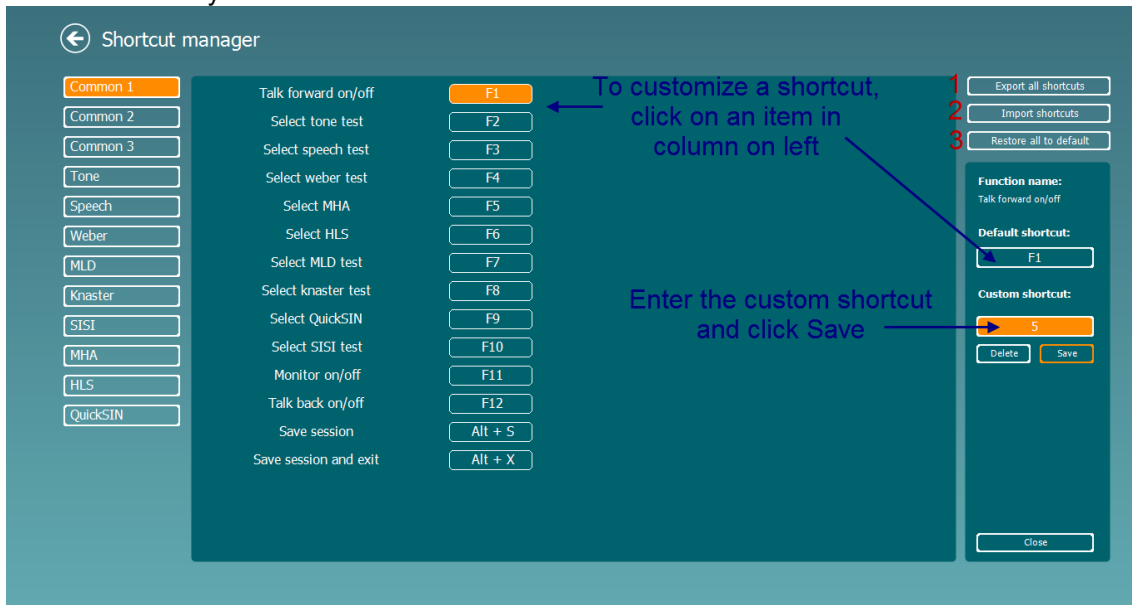 Shortcut manager
Common 1
Common 2
Common 3
Tone
Speech
Weber
MLD
Knaster
SISI
MHA
HLS
QuickSIN
Talk forward on/off F1
Select tone test F2
Select speech test F3
Select weber test F4
Select MHA F5
Select HLS F6
Select MLD test F7
Select knaster test F8
Select QuickSIN F9
Select SISI test F10
Monitor on/off F11
Talk back on/off F12
Save session Alt + S
Save session and exit Alt + X
To customize a shortcut,
click on an item in
column on left
Enter the custom shortcut
and click Save
1 Export all shortcuts
2 Import shortcuts
3 Restore all to default
Function name:
Talk forward on/off
Default shortcut:
F1
Custom shortcut:
5
Delete Save
Close